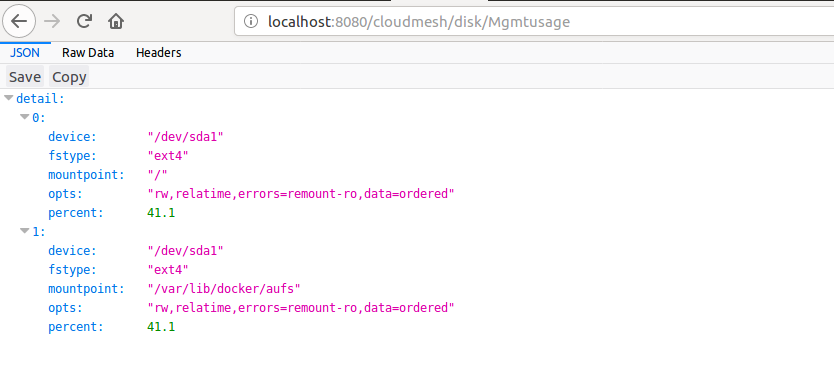 localhost:8080/cloudmesh/disk/Mgmtusage
JSON Raw Data Headers
Save Copy
detail:
0:
device: "/dev/sda1"
fstype: "ext4"
mountpoint: "/"
opts: "rw,relatime,errors=remount-ro,data=ordered"
percent: 41.1
1:
device: "/dev/sda1"
fstype: "ext4"
mountpoint: "/var/lib/docker/aufs"
opts: "rw,relatime,errors=remount-ro,data=ordered"
percent: 41.1